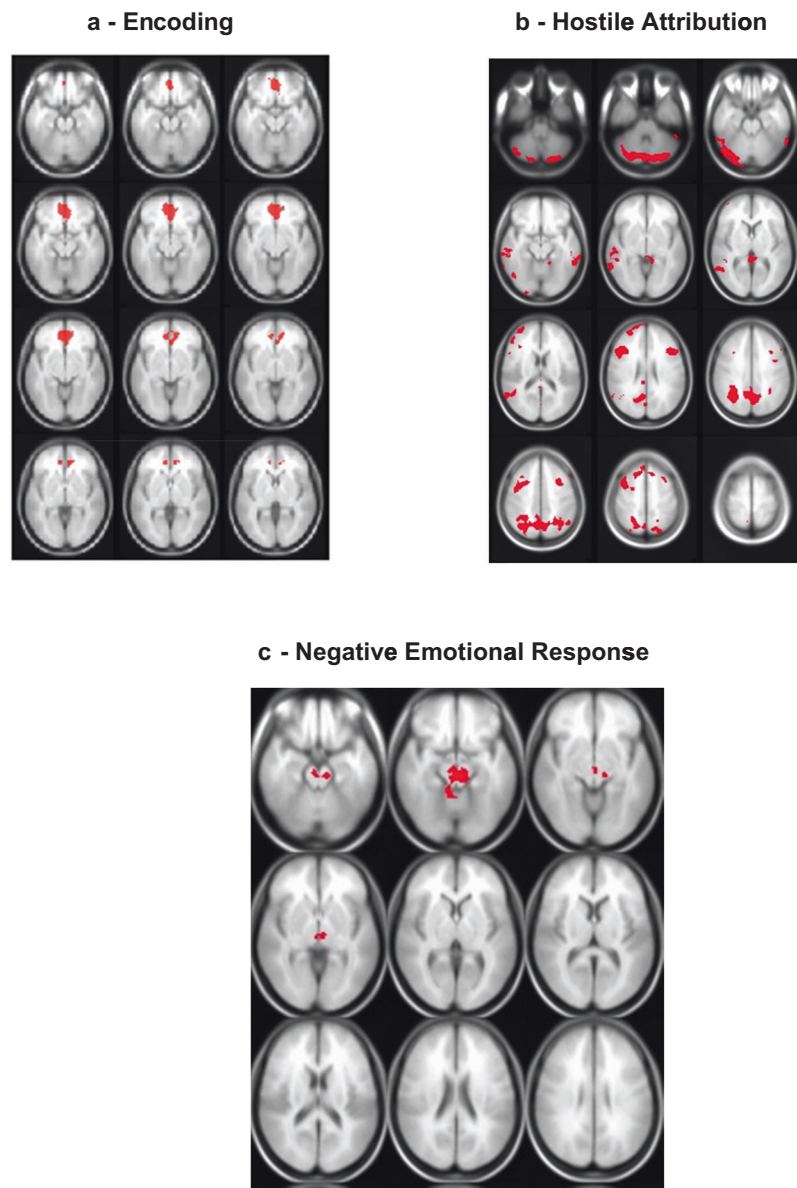 a - Encoding
b - Hostile Attribution
c - Negative Emotional Response